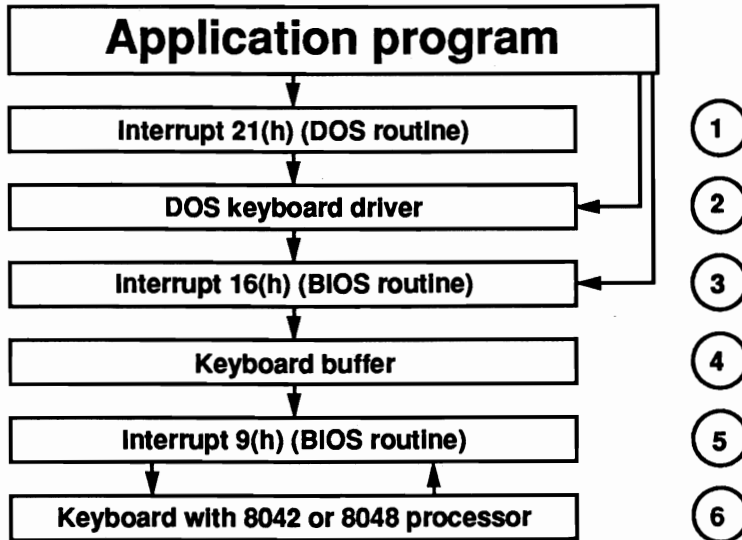 Application program
Interrupt 21(h) (DOS routine)
1
DOS keyboard driver
2
Interrupt 16(h) (BIOS routine)
3
Keyboard buffer
4
Interrupt 9(h) (BIOS routine)
5
Keyboard with 8042 or 8048 processor
6